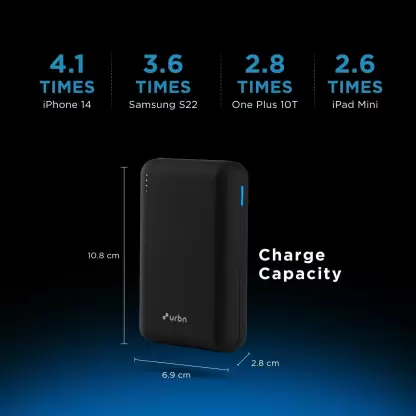 4.1 3.6 2.8 2.6
TIMES TIMES TIMES TIMES
iPhone 14 Samsung S22 One Plus 10T iPad Mini
10.8 cm
Charge
Capacity
urbn
2.8 cm
6.9 cm